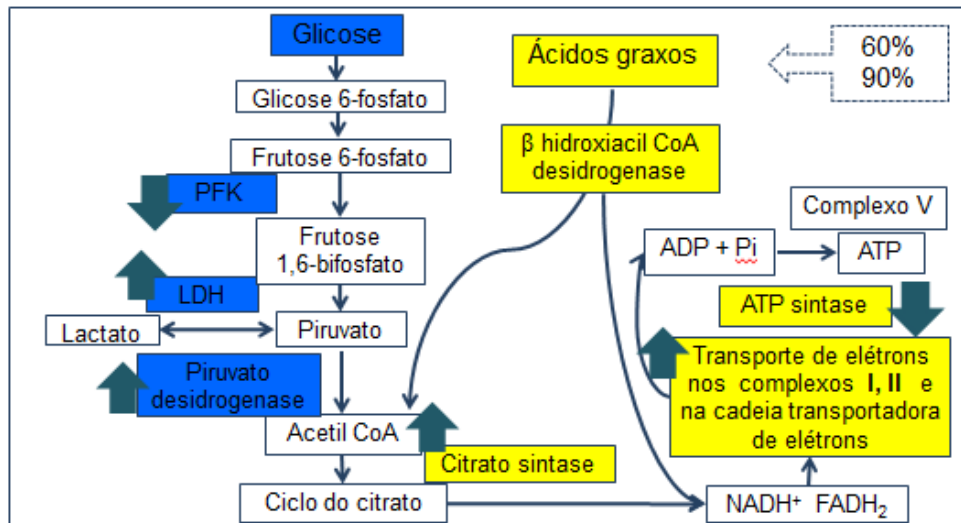 Glicose
Ácidos graxos
60%
90%
Glicose 6-fosfato
Frutose 6-fosfato
β hidroxiacil CoA
desidrogenase
PFK
Complexo V
Frutose
1,6-bifosfato
ADP + Pi
ATP
LDH
ATP sintase
Lactato
Piruvato
Transporte de elétrons
nos complexos I, II e
na cadeia transportadora
de elétrons
Piruvato
desidrogenase
Acetil CoA
Citrato sintase
Ciclo do citrato
NADH⁺ FADH₂